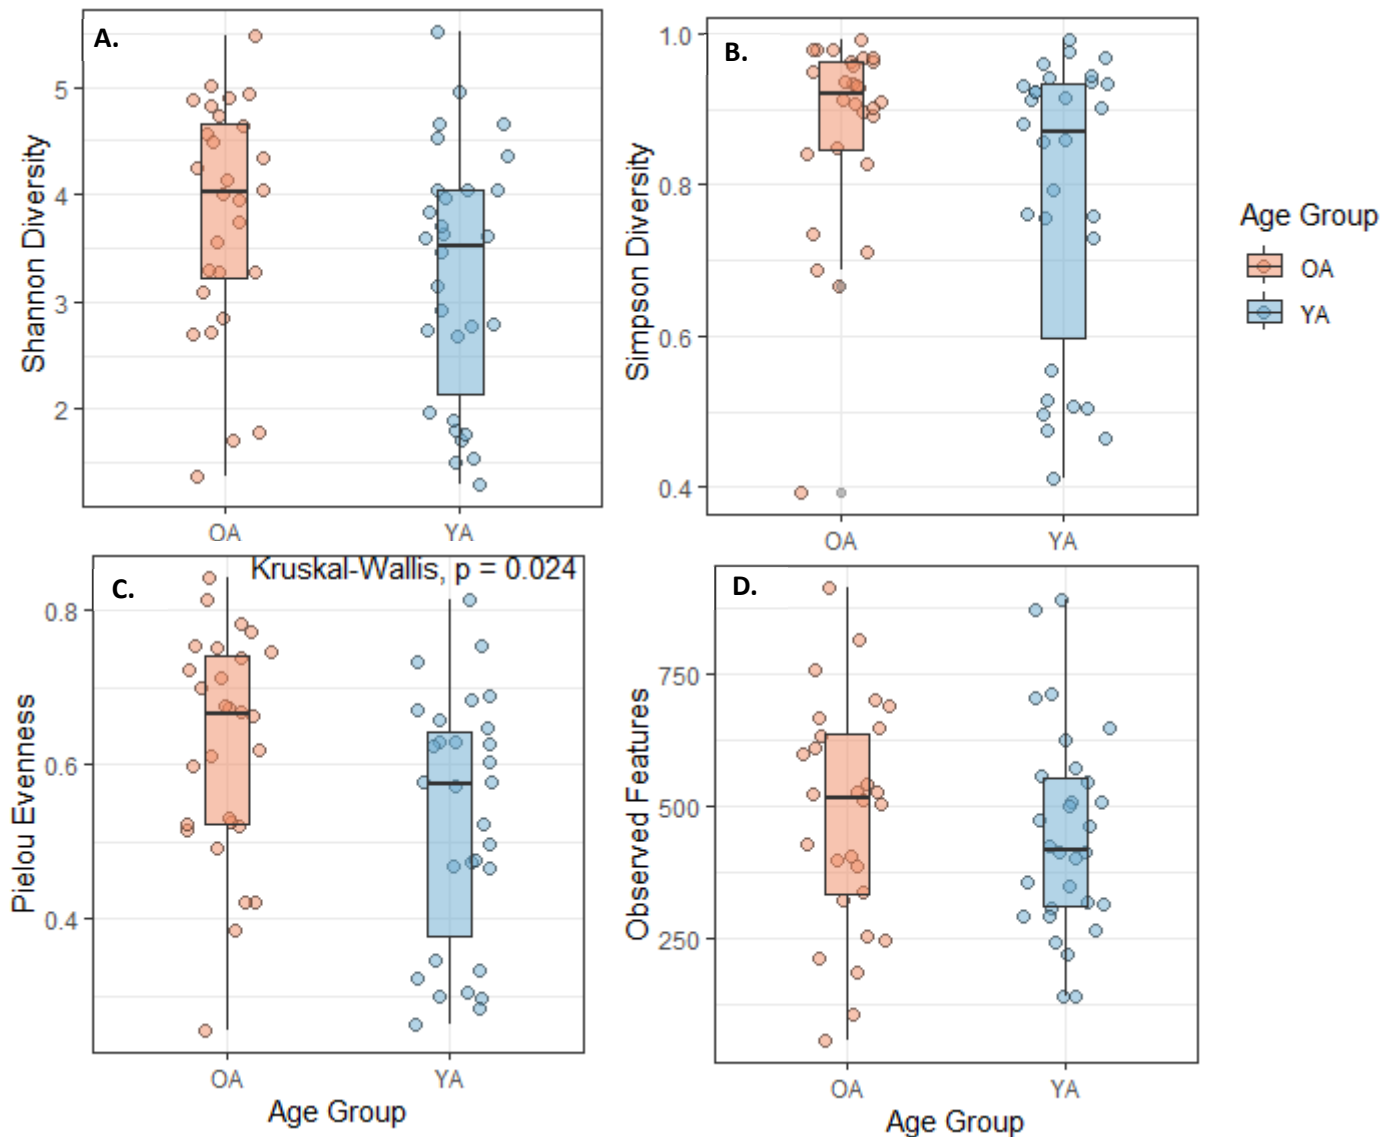 A.
Shannon Diversity
5
4
3
2
OA
YA
B.
Simpson Diversity
1.0
0.8
0.6
0.4
OA
YA
Age Group
OA
YA
C.
Kruskal-Wallis, p = 0.024
Pielou Evenness
0.8
0.6
0.4
OA
YA
Age Group
D.
Observed Features
750
500
250
OA
YA
Age Group